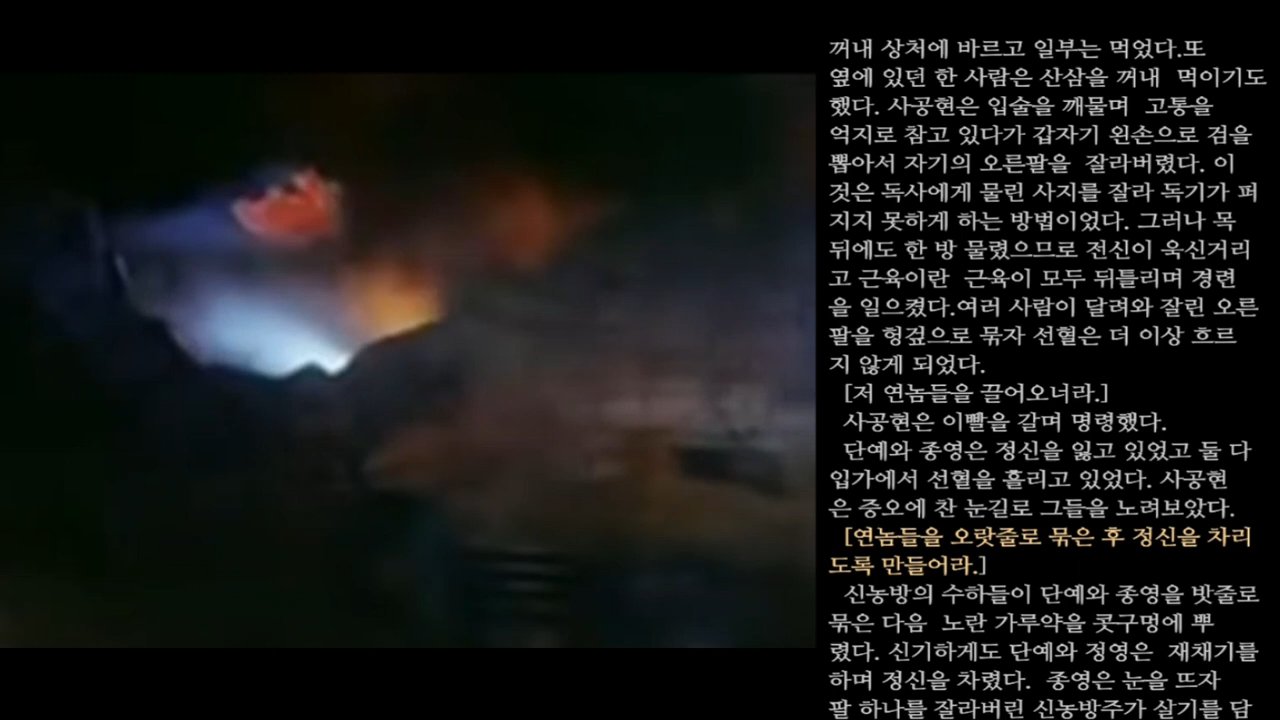 꺼내 상처에 바르고 일부는 먹었다.또
옆에 있던 한 사람은 산삼을 꺼내 먹이기도
했다. 사공현은 입술을 깨물며 고통을
억지로 참고 있다가 갑자기 왼손으로 검을
뽑아서 자기의 오른팔을 잘라버렸다. 이
것은 독사에게 물린 사지를 잘라 독기가 퍼
지지 못하게 하는 방법이었다. 그러나 목
뒤에도 한 방 물렸으므로 전신이 욱신거리
고 근육이란 근육이 모두 뒤틀리며 경련
을 일으켰다.여러 사람이 달려와 잘린 오른
팔을 헝겊으로 묶자 선혈은 더 이상 흐르
지 않게 되었다.
[저 연놈들을 끌어오너라.]
사공현은 이빨을 갈며 명령했다.
단예와 종영은 정신을 잃고 있었고 둘 다
입가에서 선혈을 흘리고 있었다. 사공현
은 증오에 찬 눈길로 그들을 노려보았다.
[연놈들을 오랏줄로 묶은 후 정신을 차리
도록 만들어라.]
신농방의 수하들이 단예와 종영을 밧줄로
묶은 다음 노란 가루약을 콧구멍에 뿌
렸다. 신기하게도 단예와 정영은 재채기를
하며 정신을 차렸다. 종영은 눈을 뜨자
팔 하나를 잘라버린 신농방주가 살기를 담